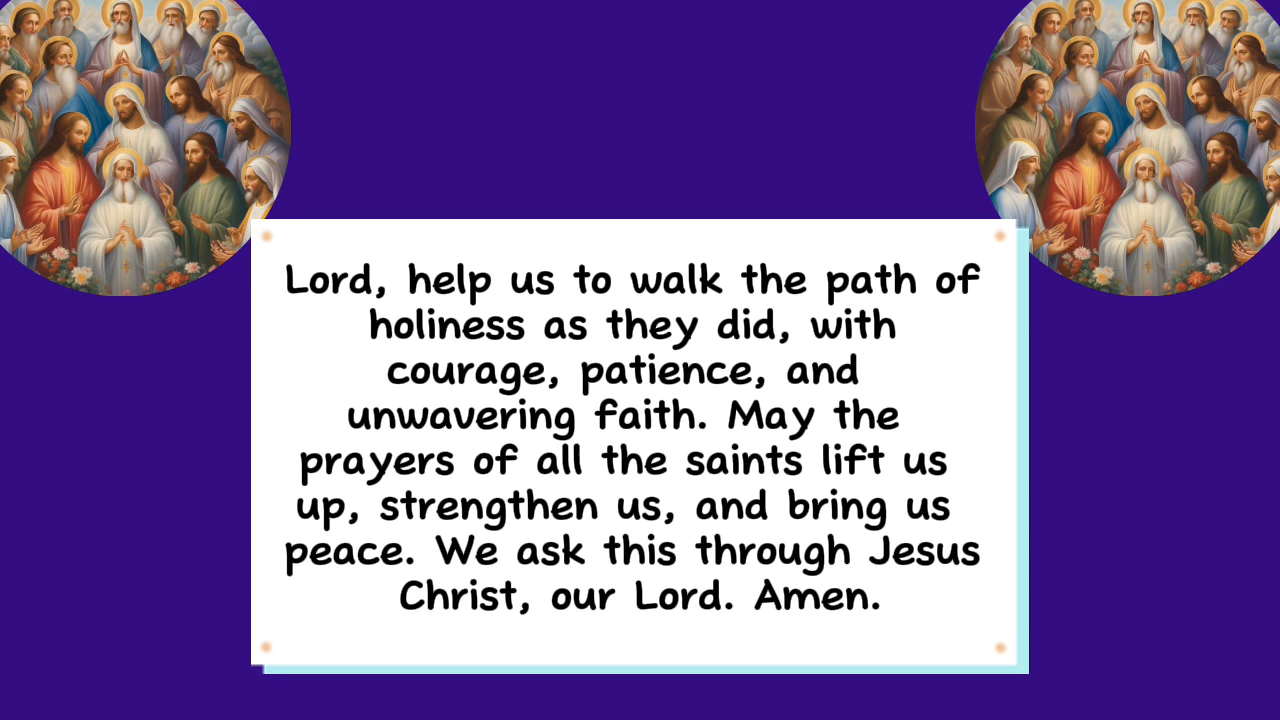 Lord, help us to walk the path of
holiness as they did, with
courage, patience, and
unwavering faith. May the
prayers of all the saints lift us
up, strengthen us, and bring us
peace. We ask this through Jesus
Christ, our Lord. Amen.